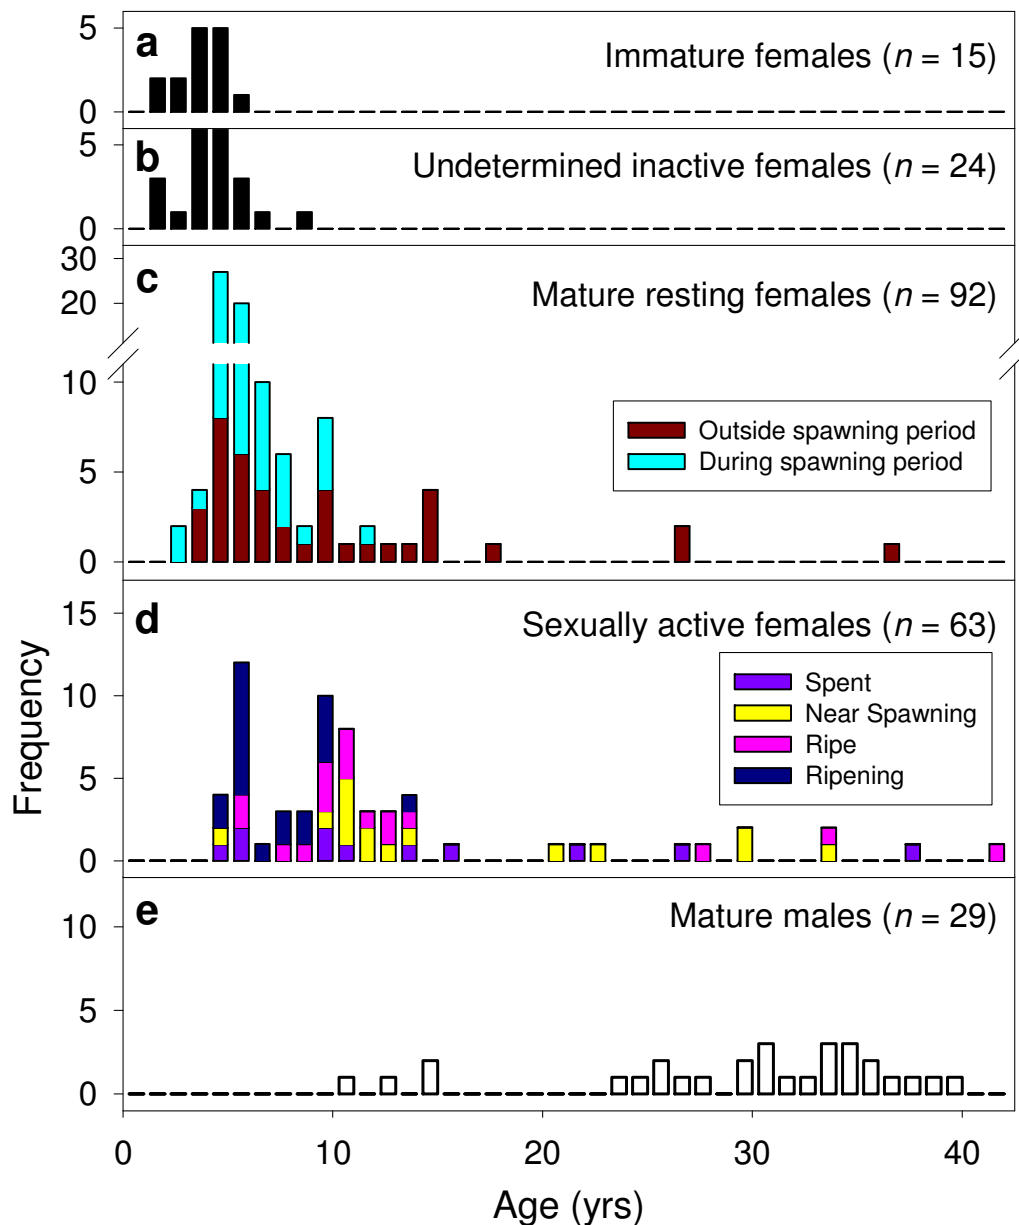 a
Immature females (n = 15)
5
0
b
Undetermined inactive females (n = 24)
5
0
c
Mature resting females (n = 92)
30
20
10
5
0
Outside spawning period
During spawning period
d
Sexually active females (n = 63)
15
10
5
0
Spent
Near Spawning
Ripe
Ripening
Frequency
e
Mature males (n = 29)
10
5
0
0 10 20 30 40
Age (yrs)